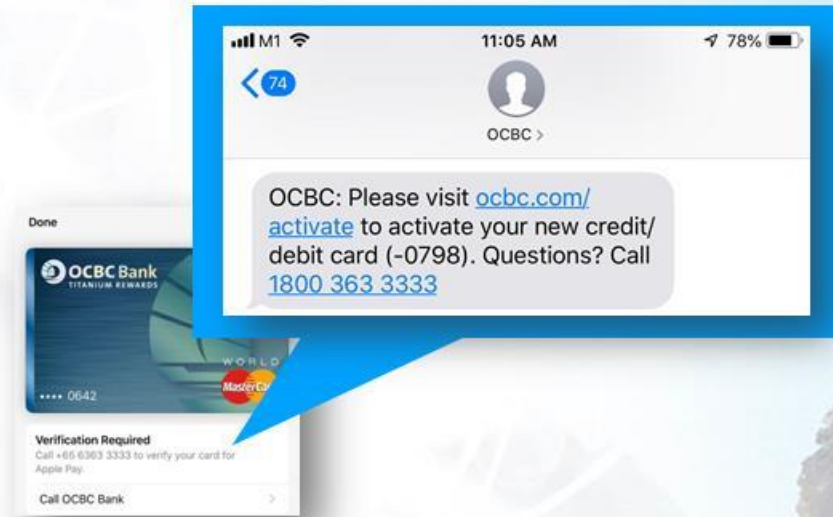 M1
11:05 AM
78%
74
OCBC >
OCBC: Please visit ocbc.com/
activate to activate your new credit/
debit card (-0798). Questions? Call
1800 363 3333
Done
OCBC Bank
TITANIUM REWARDS
WORLD
MasterCa
•••• 0642
Verification Required
Call +65 6363 3333 to verify your card for
Apple Pay.
Call OCBC Bank >